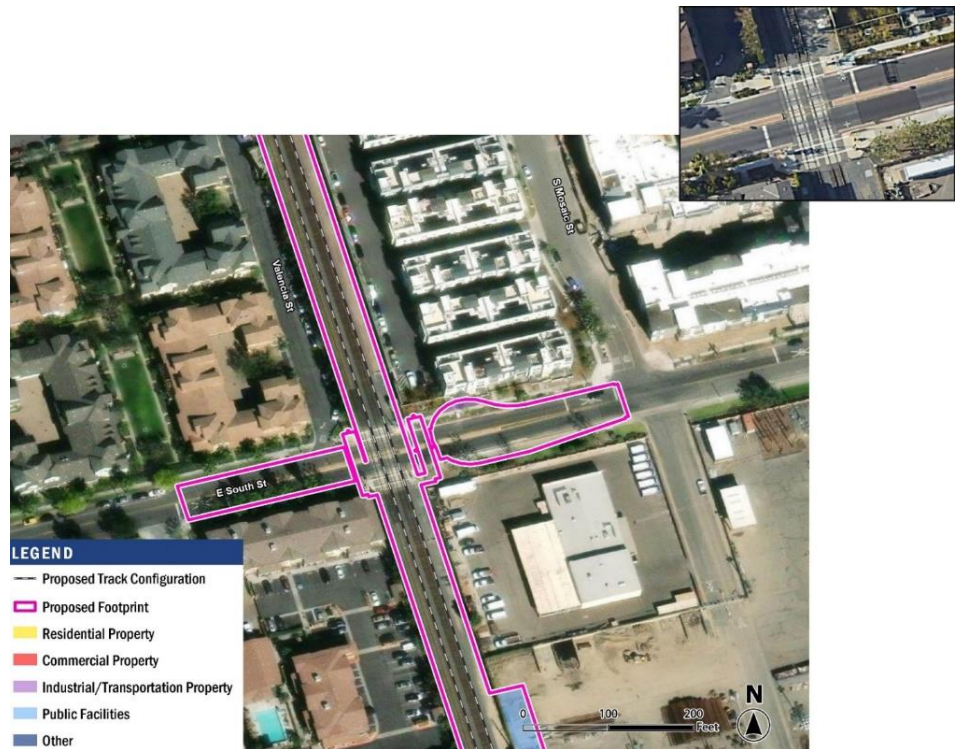 S Mosaic St
Valencia St
E South St
LEGEND
Proposed Track Configuration
Proposed Footprint
Residential Property
Commercial Property
Industrial/Transportation Property
Public Facilities
Other
N
0 100 200
Feet